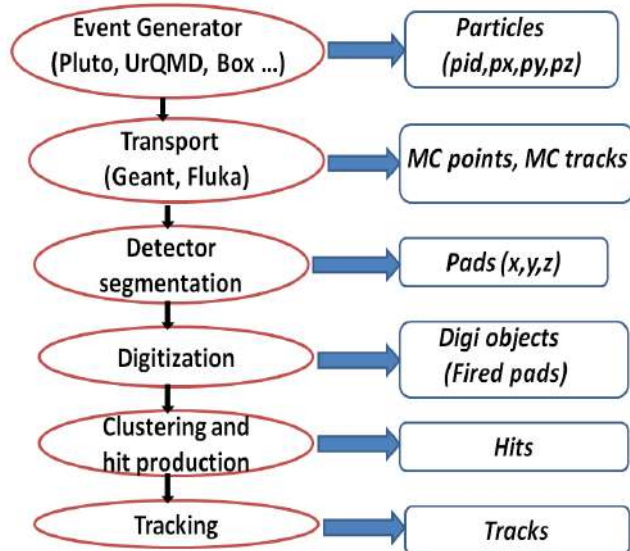 Event Generator
(Pluto, UrQMD, Box ...)
Particles
(pid,px,py,pz)
Transport
(Geant, Fluka)
MC points, MC tracks
Detector
segmentation
Pads (x,y,z)
Digitization
Digi objects
(Fired pads)
Clustering and
hit production
Hits
Tracking
Tracks